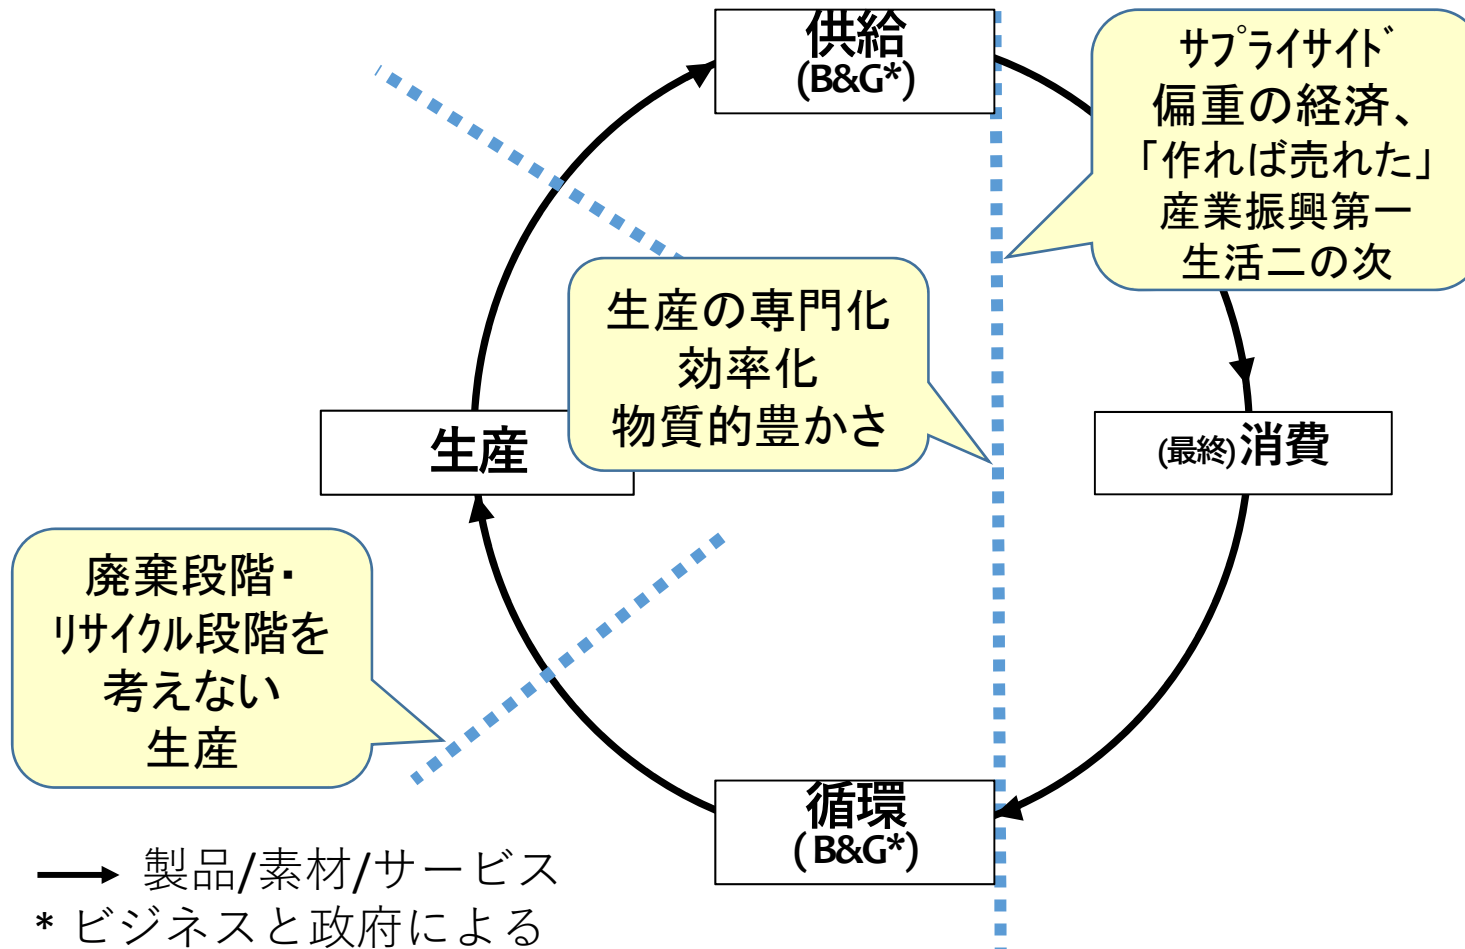 供給
(B&G*)
ｻﾌﾟﾗｲｻｲﾄﾞ
偏重の経済、
「作れば売れた」
産業振興第一
生活二の次
生産の専門化
効率化
物質的豊かさ
生産
(最終)消費
廃棄段階・
ﾘｻｲｸﾙ段階を
考えない
生産
循環
(B&G*)
製品/素材/サービス
* ビジネスと政府による